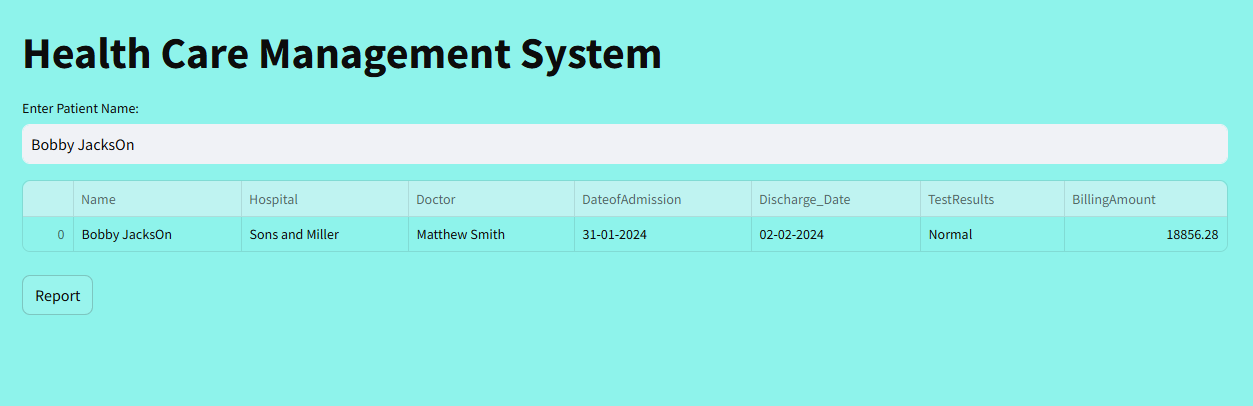 Health Care Management System
Enter Patient Name:
Bobby JacksOn
Name Hospital Doctor DateofAdmission Discharge_Date TestResults BillingAmount
0 Bobby JacksOn Sons and Miller Matthew Smith 31-01-2024 02-02-2024 Normal 18856.28
Report